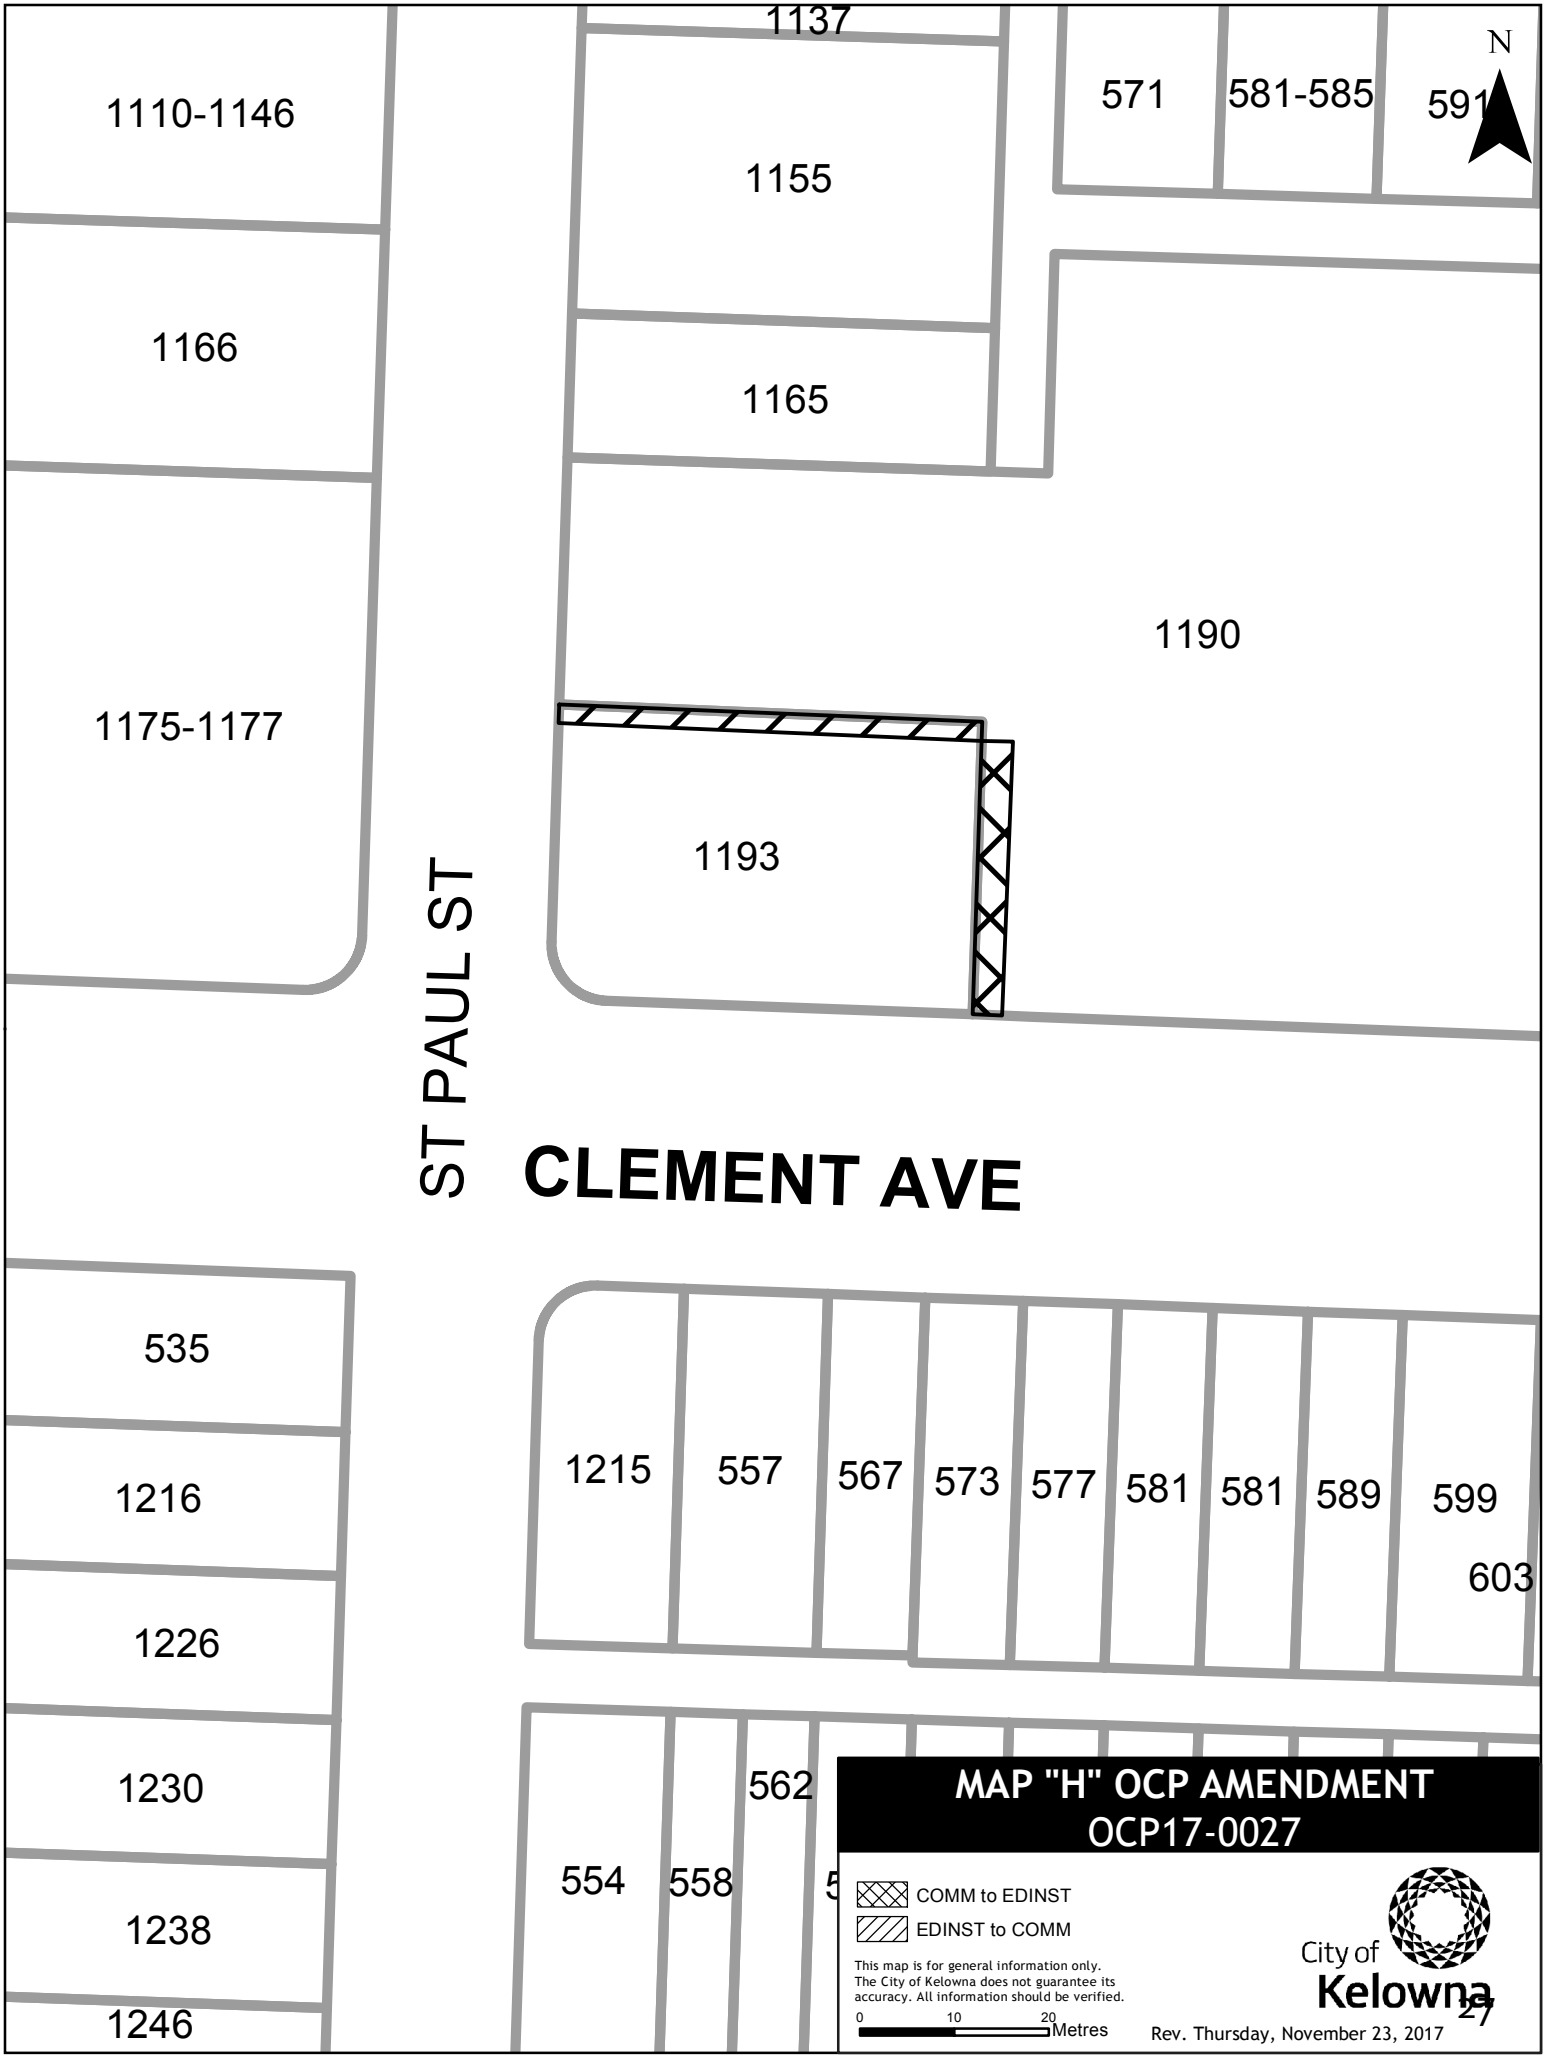 1137
N
1110-1146
571
581-585
591
1155
1166
1165
1190
1175-1177
1193
ST PAUL ST
CLEMENT AVE
535
1215
557
567
573
577
581
581
589
599
1216
603
1226
1230
562
554
558
5
1238
1246
MAP "H" OCP AMENDMENT
OCP17-0027
COMM to EDINST
EDINST to COMM
This map is for general information only.
The City of Kelowna does not guarantee its
accuracy. All information should be verified.
0 10 20
Metres
City of
Kelowna
27
Rev. Thursday, November 23, 2017